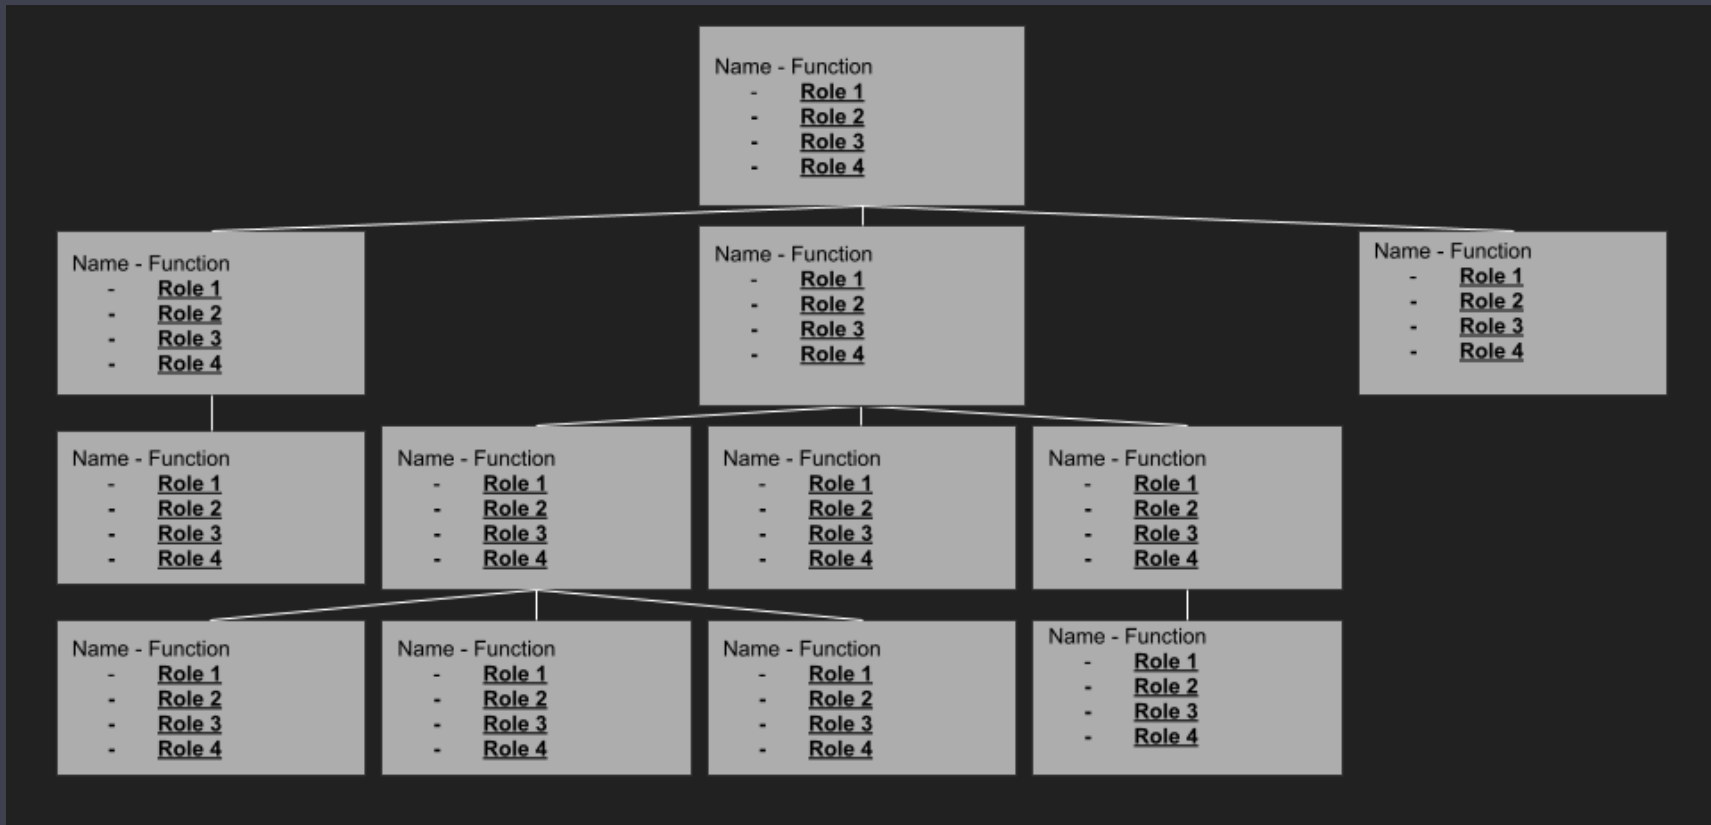 Name - Function
- Role 1
- Role 2
- Role 3
- Role 4
Name - Function
- Role 1
- Role 2
- Role 3
- Role 4
Name - Function
- Role 1
- Role 2
- Role 3
- Role 4
Name - Function
- Role 1
- Role 2
- Role 3
- Role 4
Name - Function
- Role 1
- Role 2
- Role 3
- Role 4
Name - Function
- Role 1
- Role 2
- Role 3
- Role 4
Name - Function
- Role 1
- Role 2
- Role 3
- Role 4
Name - Function
- Role 1
- Role 2
- Role 3
- Role 4
Name - Function
- Role 1
- Role 2
- Role 3
- Role 4
Name - Function
- Role 1
- Role 2
- Role 3
- Role 4
Name - Function
- Role 1
- Role 2
- Role 3
- Role 4
Name - Function
- Role 1
- Role 2
- Role 3
- Role 4